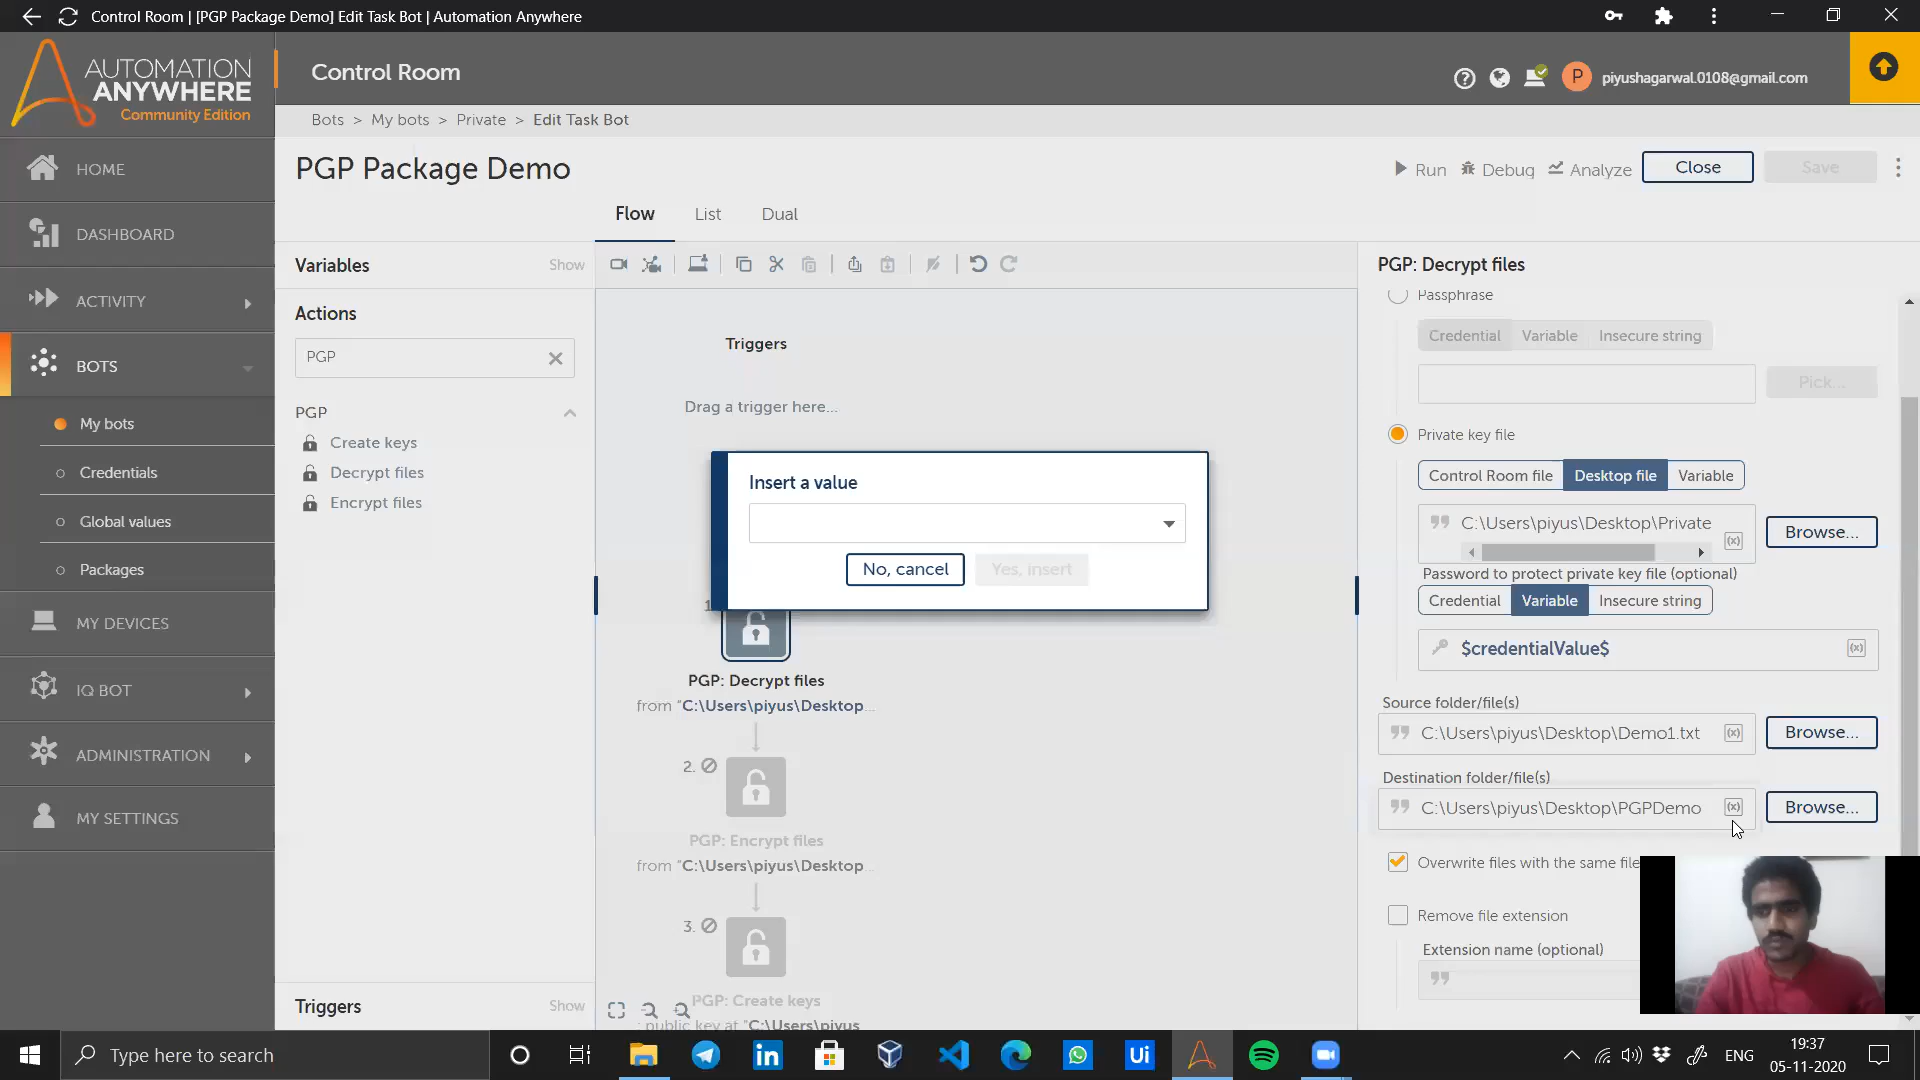 Control Room | [PGP Package Demo] Edit Task Bot | Automation Anywhere
AUTOMATION
ANYWHERE
Community Edition
Control Room
P
piyushagarwal.0108@gmail.com
Bots > My bots > Private > Edit Task Bot
HOME
DASHBOARD
ACTIVITY
BOTS
My bots
Credentials
Global values
Packages
MY DEVICES
IQ BOT
ADMINISTRATION
MY SETTINGS
PGP Package Demo
Run
Debug
Analyze
Close
Save
Flow
List
Dual
Variables
Show
Actions
PGP
PGP
Create keys
Decrypt files
Encrypt files
Triggers
Show
Triggers
Drag a trigger here...
Insert a value
No, cancel
Yes, insert
PGP: Decrypt files
from "C:\Users\piyus\Desktop...
2.
PGP: Encrypt files
from "C:\Users\piyus\Desktop...
3.
PGP: Create keys
: public key at "C:\Users\piyus
PGP: Decrypt files
Passphrase
Credential
Variable
Insecure string
Pick...
Private key file
Control Room file
Desktop file
Variable
C:\Users\piyus\Desktop\Private
(x)
Browse...
Password to protect private key file (optional)
Credential
Variable
Insecure string
$credentialValue$
(x)
Source folder/file(s)
C:\Users\piyus\Desktop\Demo1.txt
(x)
Browse...
Destination folder/file(s)
C:\Users\piyus\Desktop\PGPDemo
(x)
Browse...
Overwrite files with the same file
Remove file extension
Extension name (optional)
Type here to search
in
Ui
ENG
19:37
05-11-2020